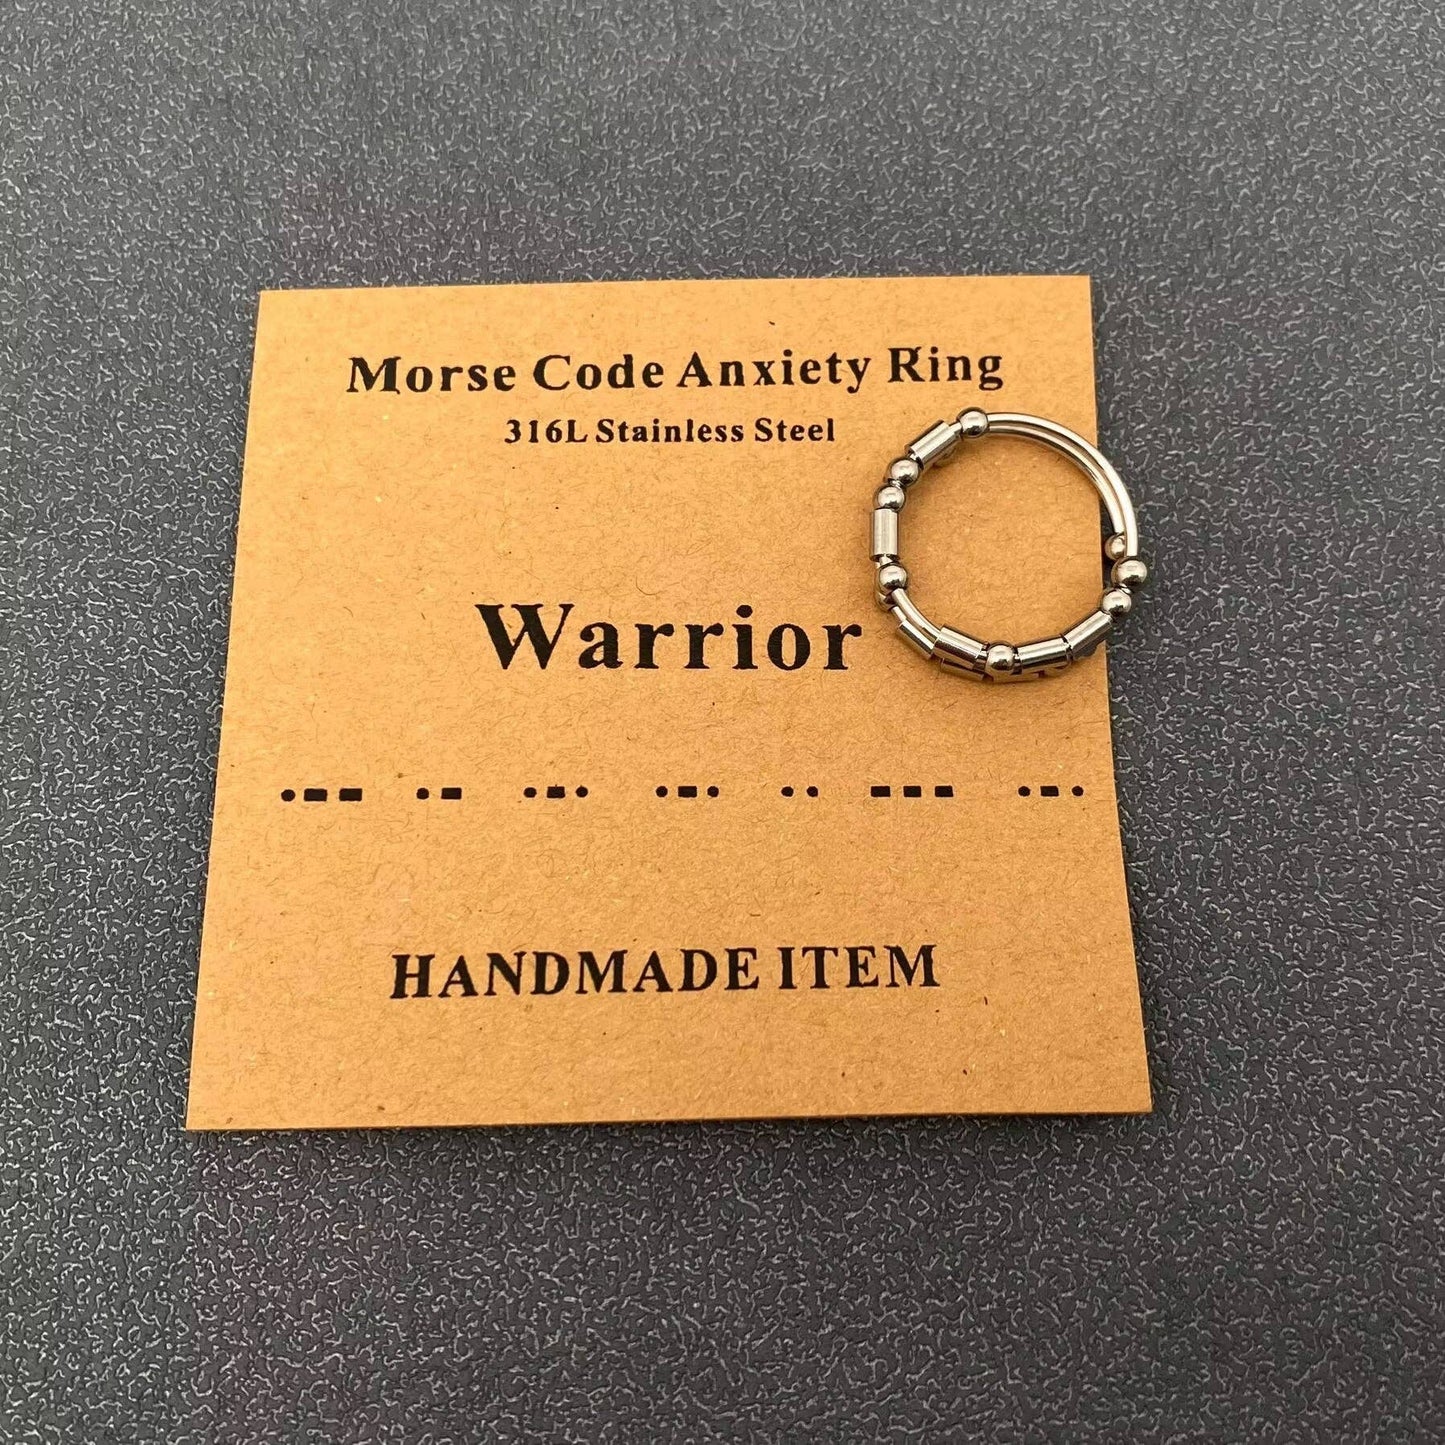 Morse Code Anxiety Ring
316L Stainless Steel
Warrior
•▬▬ •▬ •▬• •▬• •• ▬▬▬ •▬•
HANDMADE ITEM